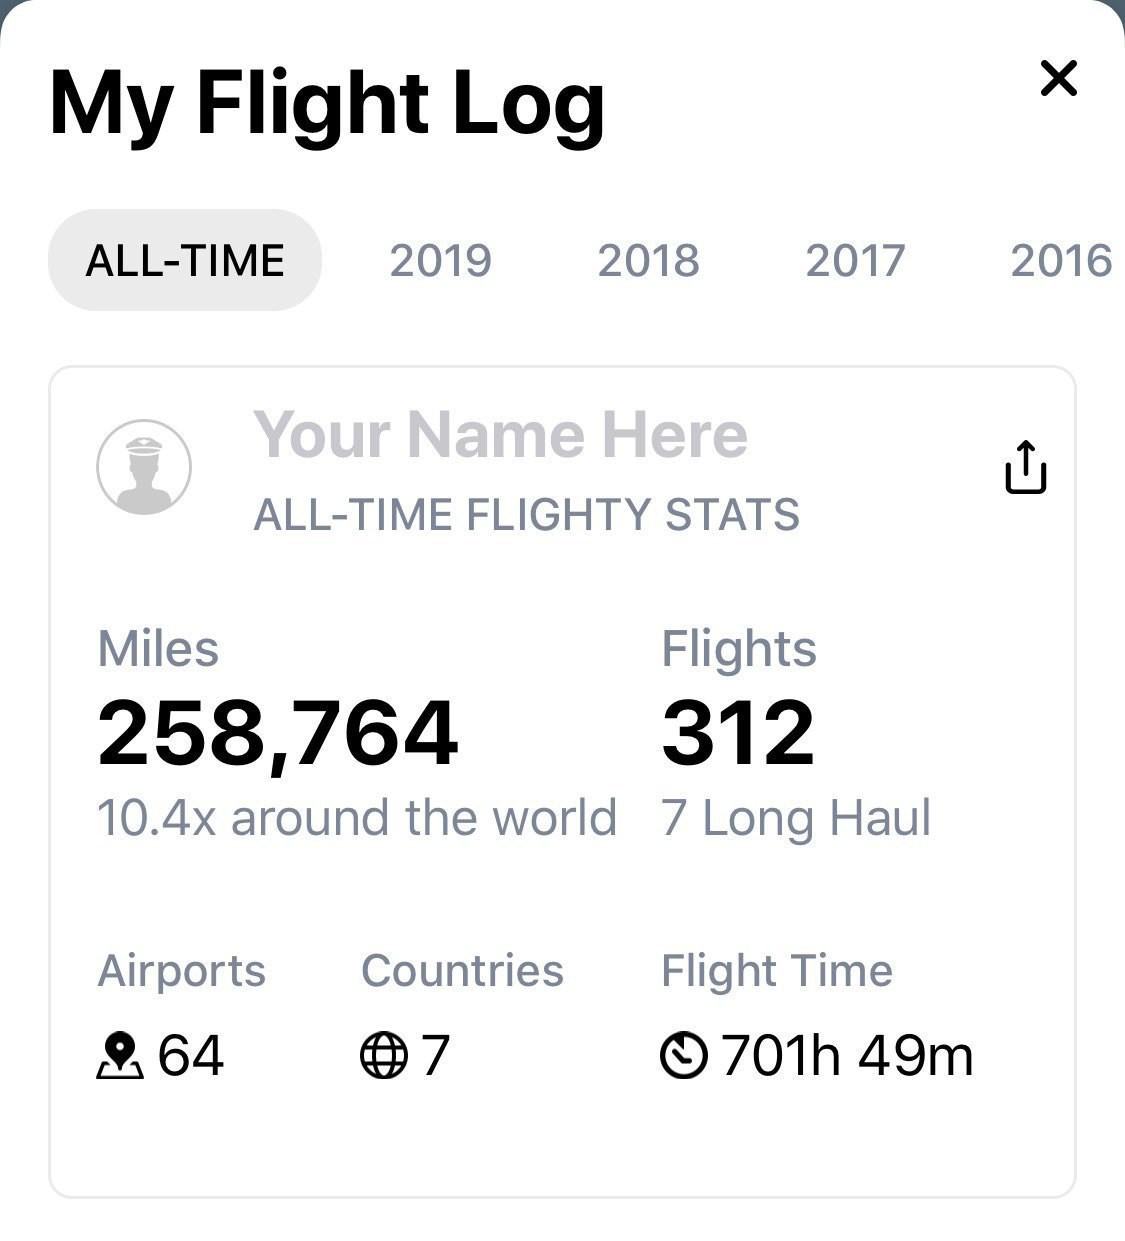 My Flight Log
ALL-TIME 2019 2018 2017 2016
Your Name Here
ALL-TIME FLIGHTY STATS
Miles
258,764
10.4x around the world
Flights
312
7 Long Haul
Airports
64
Countries
7
Flight Time
701h 49m